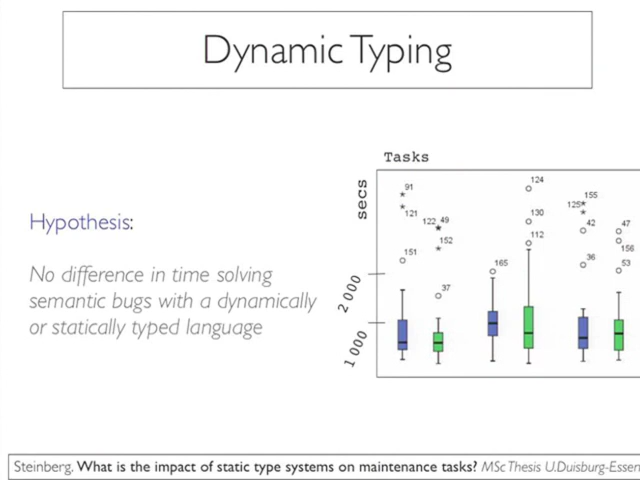 Dynamic Typing
Hypothesis:
No difference in time solving
semantic bugs with a dynamically
or statically typed language
Tasks
secs
2 000
1 000
91
121
151
122 49
152
37
165
124
130
112
155
125
42
36
47
156
53
Steinberg. What is the impact of static type systems on maintenance tasks? MSc Thesis U.Duisburg-Essen